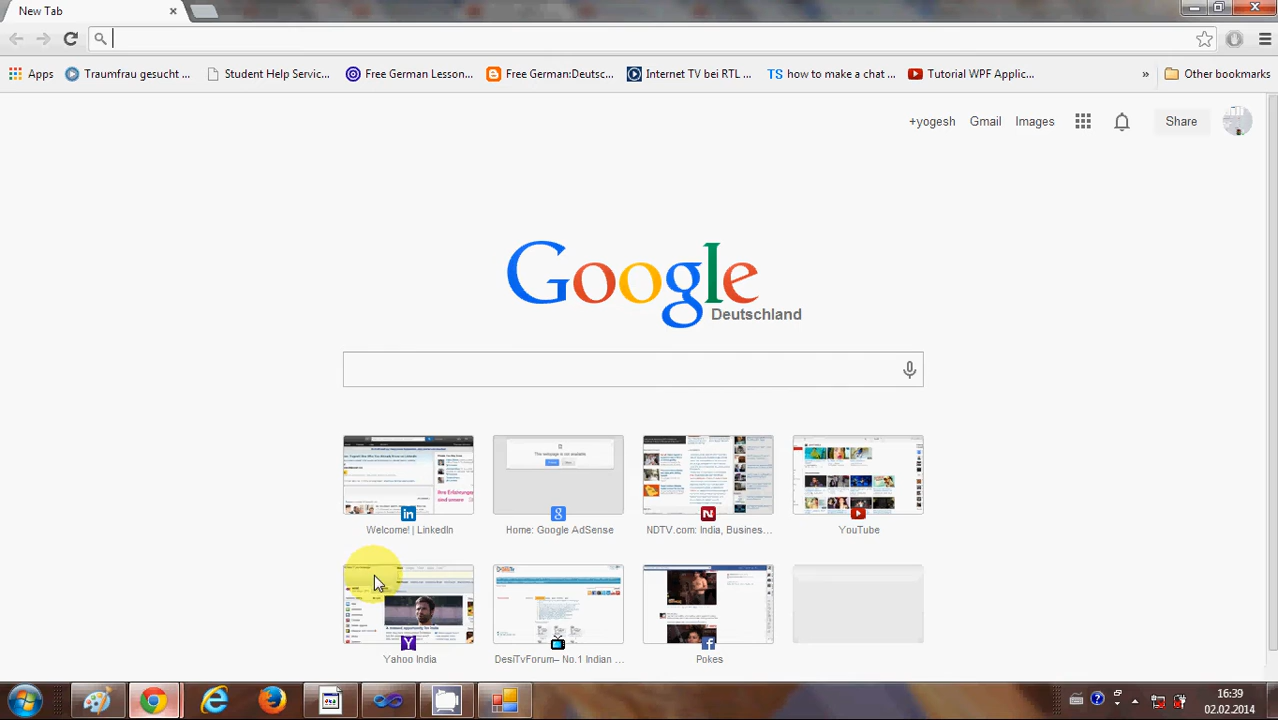 New Tab
Apps Traumfrau gesucht ... Student Help Servic... Free German Lesson... Free German:Deutsc... Internet TV bei RTL ... TS how to make a chat ... Tutorial WPF Applic... » Other bookmarks
+yogesh Gmail Images Share
Google
Deutschland
Welcome! | LinkedIn Home: Google AdSense NDTV.com: India, Busines... YouTube
Yahoo India DesiTvForum– No.1 Indian ... Pokes
16:39
02.02.2014